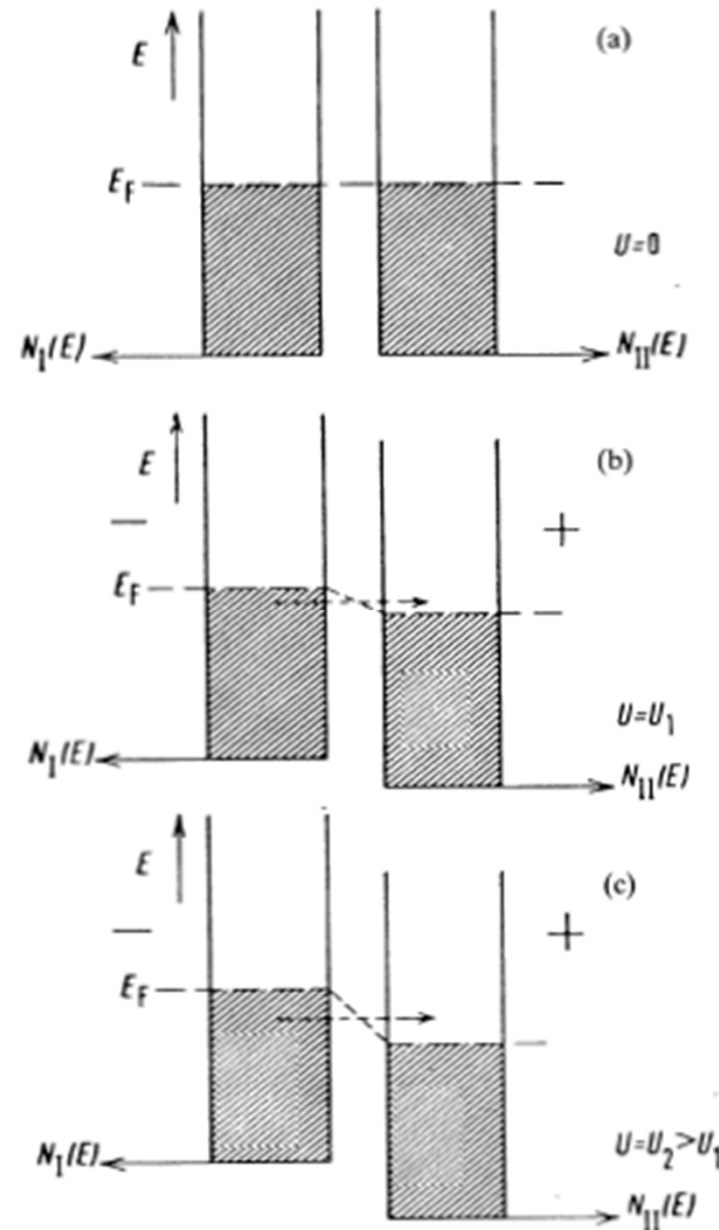 (a)
E
E_F
U=0
N_I(E)
N_II(E)
(b)
E
−
+
E_F
U=U_1
N_I(E)
N_II(E)
(c)
E
−
+
E_F
N_I(E)
U=U_2>U_1
N_II(E)